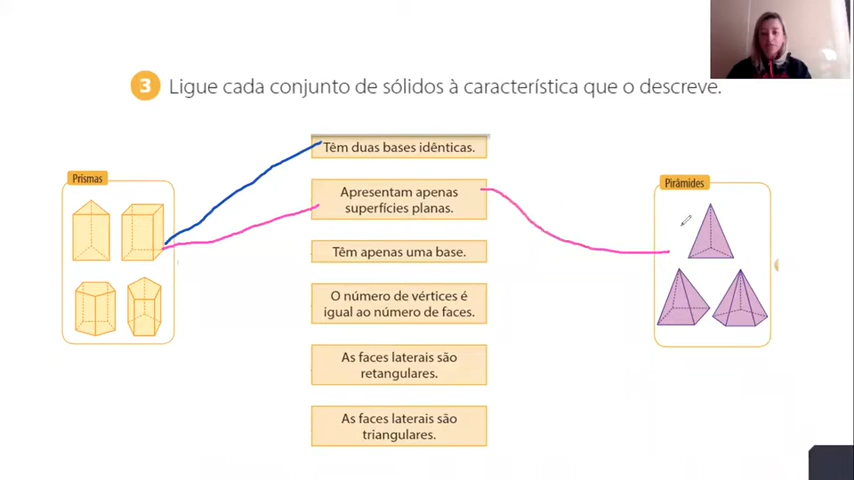 3 Ligue cada conjunto de sólidos à característica que o descreve.
Prismas
Têm duas bases idênticas.
Apresentam apenas
superfícies planas.
Têm apenas uma base.
O número de vértices é
igual ao número de faces.
As faces laterais são
retangulares.
As faces laterais são
triangulares.
Pirâmides